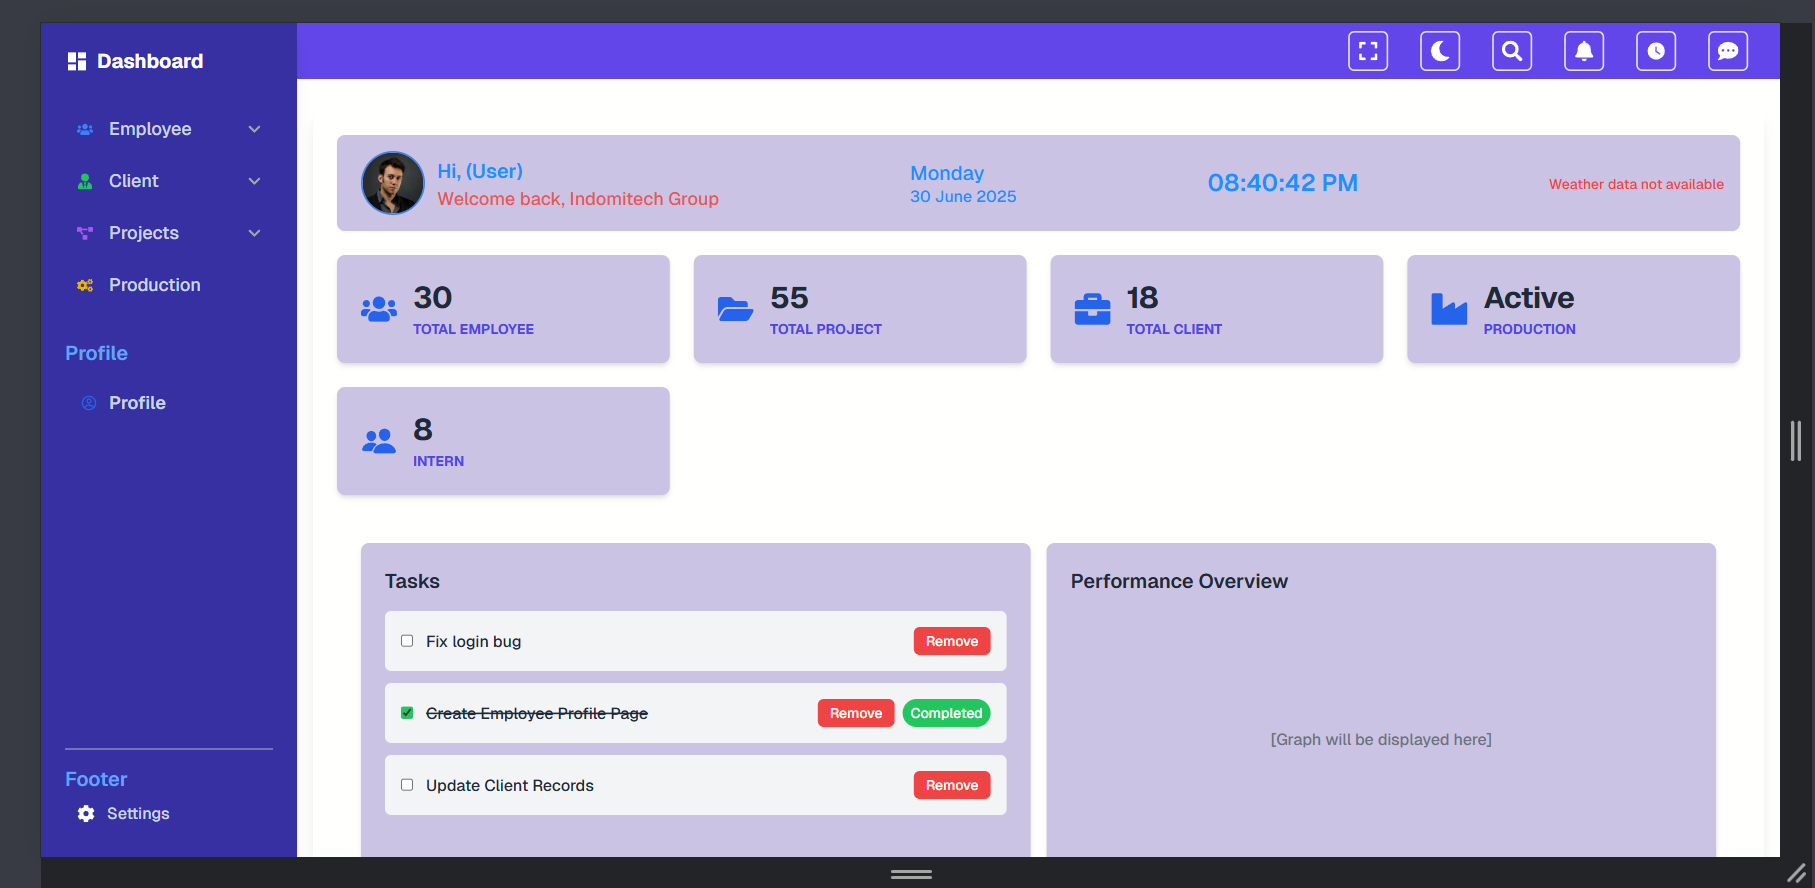 Dashboard
Employee
Client
Projects
Production
Profile
Profile
Footer
Settings
Hi, (User)
Welcome back, Indomitech Group
Monday
30 June 2025
08:40:42 PM
Weather data not available
30
TOTAL EMPLOYEE
55
TOTAL PROJECT
18
TOTAL CLIENT
Active
PRODUCTION
8
INTERN
Tasks
Fix login bug Remove
Create Employee Profile Page Remove Completed
Update Client Records Remove
Performance Overview
[Graph will be displayed here]